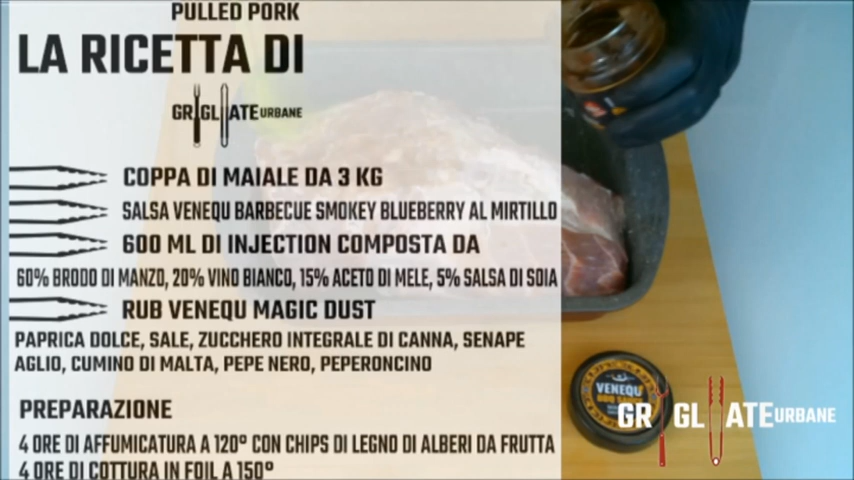 PULLED PORK
LA RICETTA DI
GRIGLIATE URBANE
COPPA DI MAIALE DA 3 KG
SALSA VENEQU BARBECUE SMOKEY BLUEBERRY AL MIRTILLO
600 ML DI INJECTION COMPOSTA DA
60% BRODO DI MANZO, 20% VINO BIANCO, 15% ACETO DI MELE, 5% SALSA DI SOIA
RUB VENEQU MAGIC DUST
PAPRICA DOLCE, SALE, ZUCCHERO INTEGRALE DI CANNA, SENAPE
AGLIO, CUMINO DI MALTA, PEPE NERO, PEPERONCINO
PREPARAZIONE
4 ORE DI AFFUMICATURA A 120° CON CHIPS DI LEGNO DI ALBERI DA FRUTTA
4 ORE DI COTTURA IN FOIL A 150°
VENEQU
BBQ SAUCE
GRIGLIATE URBANE